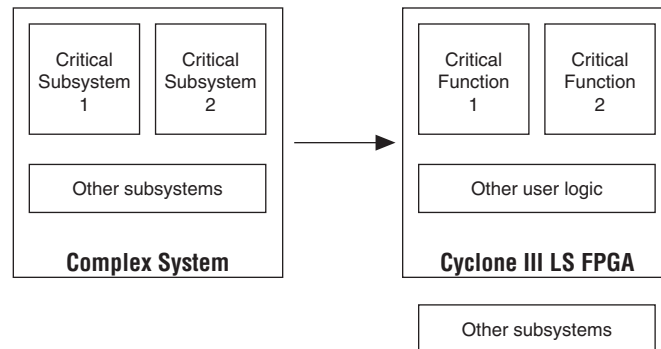 Critical
Subsystem
1
Critical
Subsystem
2
Other subsystems
Complex System
Critical
Function
1
Critical
Function
2
Other user logic
Cyclone III LS FPGA
Other subsystems